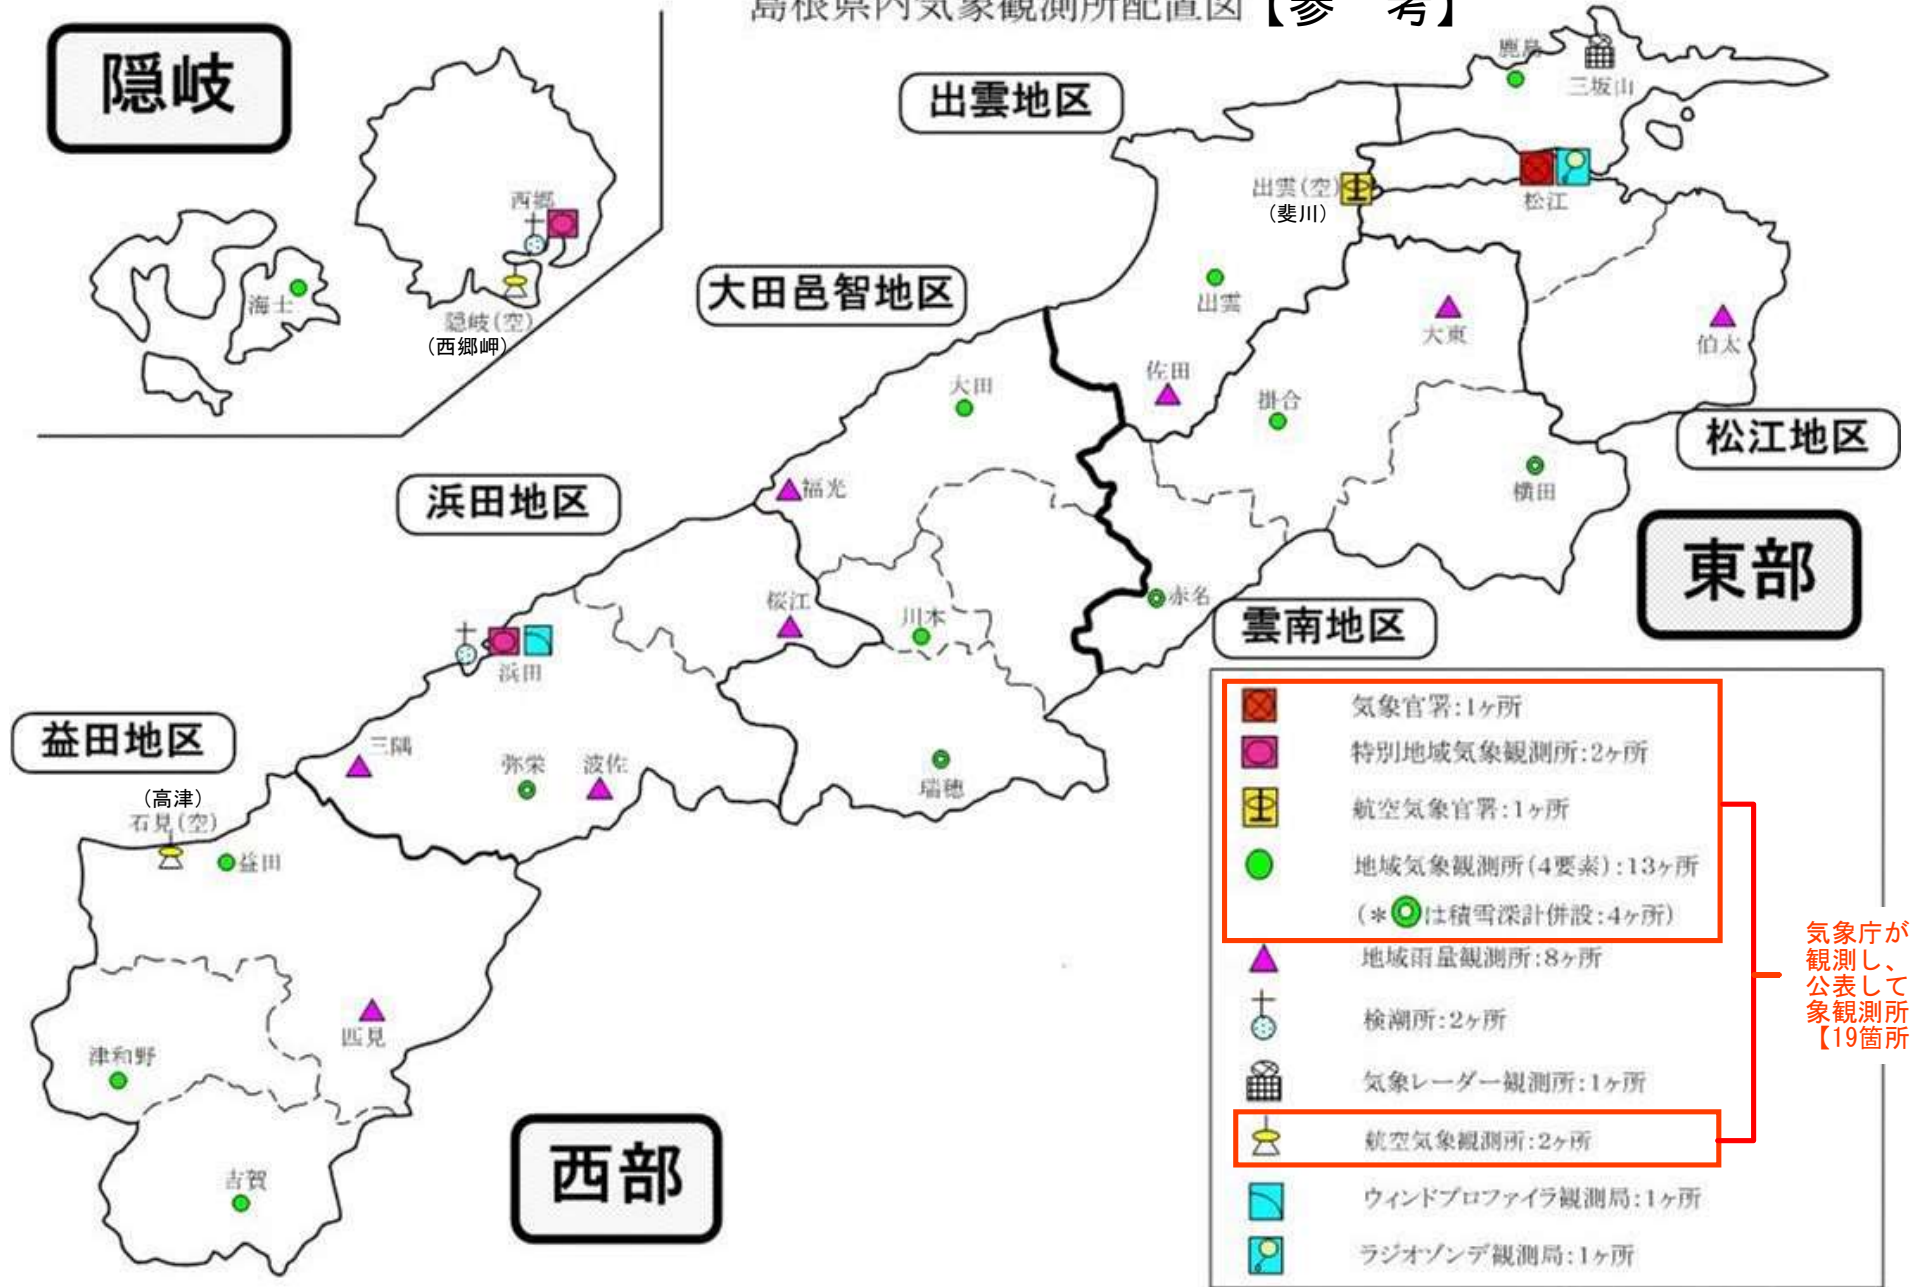 島根県内気象観測所配置図【参　考】
隠岐
西郷
海士
隠岐(空)
(西郷岬)
出雲地区
鹿島
三坂山
出雲(空)
(斐川)
松江
大田邑智地区
出雲
大東
伯太
佐田
掛合
大田
松江地区
横田
福光
浜田地区
東部
赤名
雲南地区
桜江
川本
浜田
益田地区
三隅
弥栄
波佐
瑞穂
(高津)
石見(空)
益田
匹見
津和野
吉賀
西部
気象官署:1ヶ所
特別地域気象観測所:2ヶ所
航空気象官署:1ヶ所
地域気象観測所(4要素):13ヶ所
(*◎は積雪深計併設:4ヶ所)
地域雨量観測所:8ヶ所
検潮所:2ヶ所
気象レーダー観測所:1ヶ所
航空気象観測所:2ヶ所
ウィンドプロファイラ観測局:1ヶ所
ラジオゾンデ観測局:1ヶ所
気象庁が
観測し、
公表して
象観測所
【19箇所